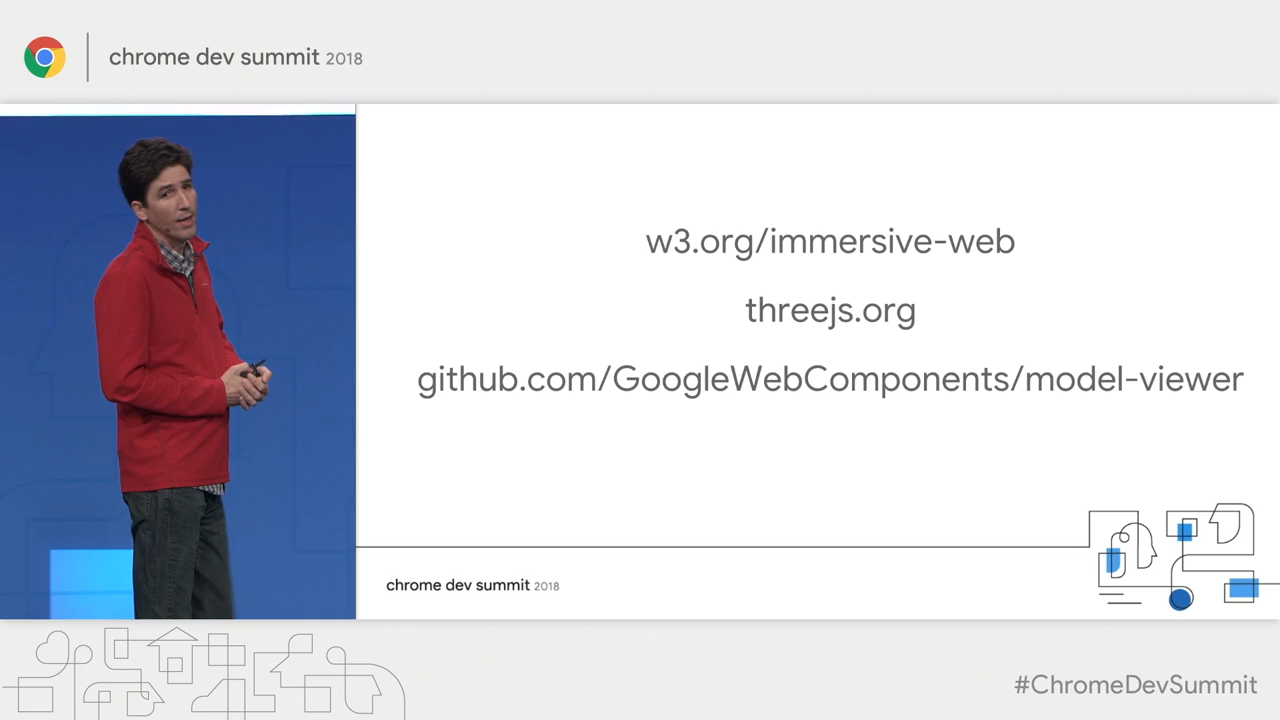 chrome dev summit 2018
w3.org/immersive-web
threejs.org
github.com/GoogleWebComponents/model-viewer
chrome dev summit 2018
#ChromeDevSummit